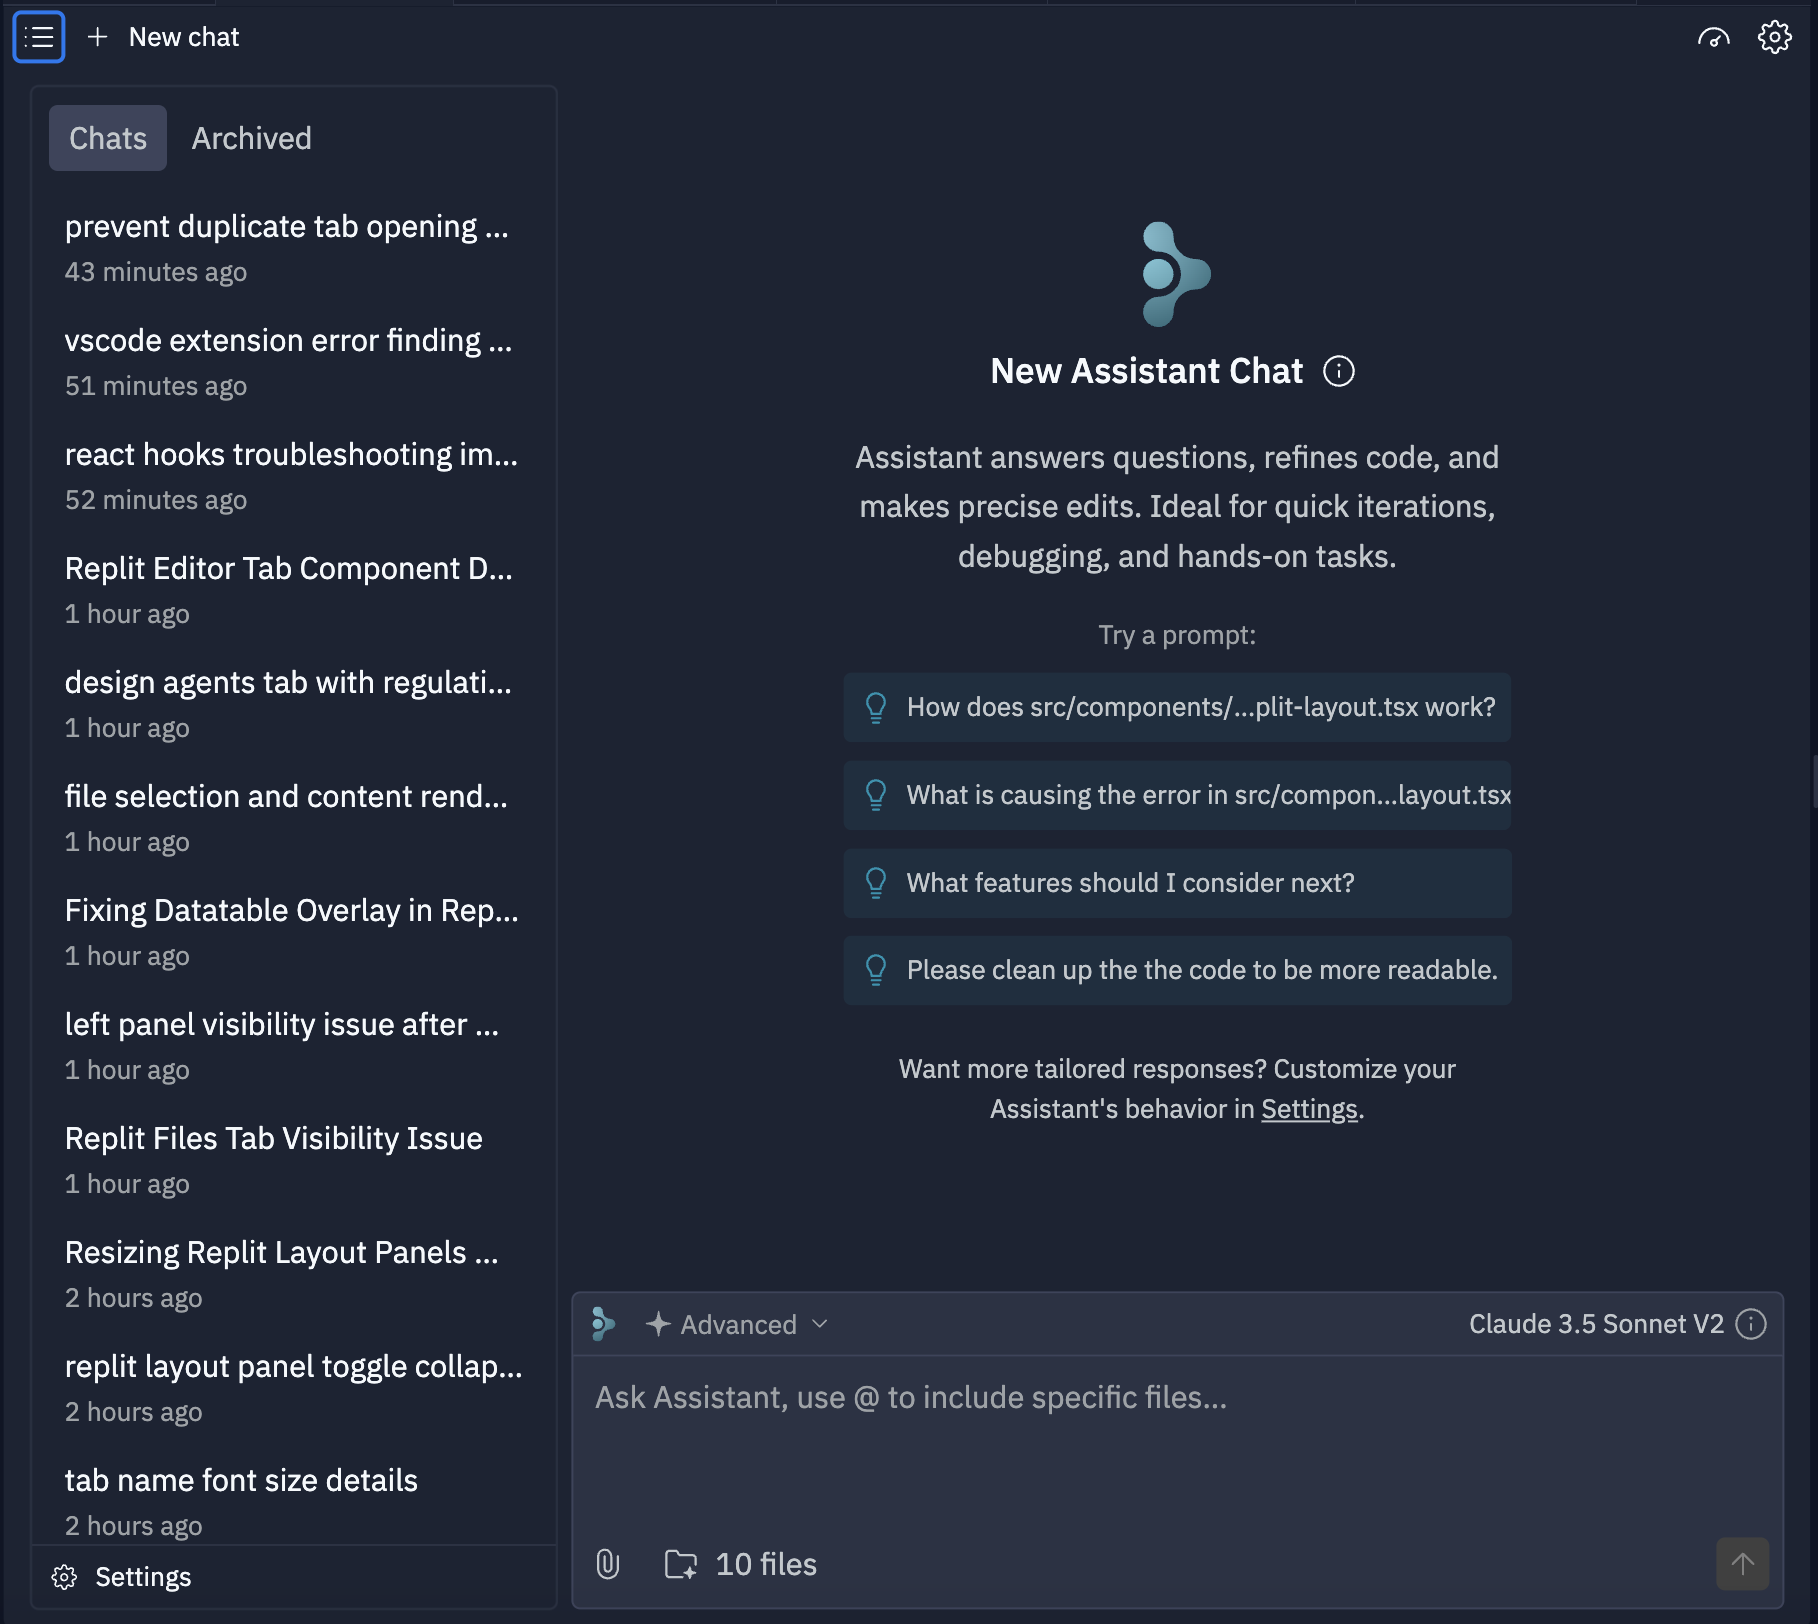 New chat
Chats
Archived
prevent duplicate tab opening ...
43 minutes ago
vscode extension error finding ...
51 minutes ago
react hooks troubleshooting im...
52 minutes ago
Replit Editor Tab Component D...
1 hour ago
design agents tab with regulati...
1 hour ago
file selection and content rend...
1 hour ago
Fixing Datatable Overlay in Rep...
1 hour ago
left panel visibility issue after ...
1 hour ago
Replit Files Tab Visibility Issue
1 hour ago
Resizing Replit Layout Panels ...
2 hours ago
replit layout panel toggle collap...
2 hours ago
tab name font size details
2 hours ago
Settings
New Assistant Chat
Assistant answers questions, refines code, and
makes precise edits. Ideal for quick iterations,
debugging, and hands-on tasks.
Try a prompt:
How does src/components/...plit-layout.tsx work?
What is causing the error in src/compon...layout.tsx
What features should I consider next?
Please clean up the the code to be more readable.
Want more tailored responses? Customize your
Assistant's behavior in Settings.
Advanced
Claude 3.5 Sonnet V2
Ask Assistant, use @ to include specific files...
10 files